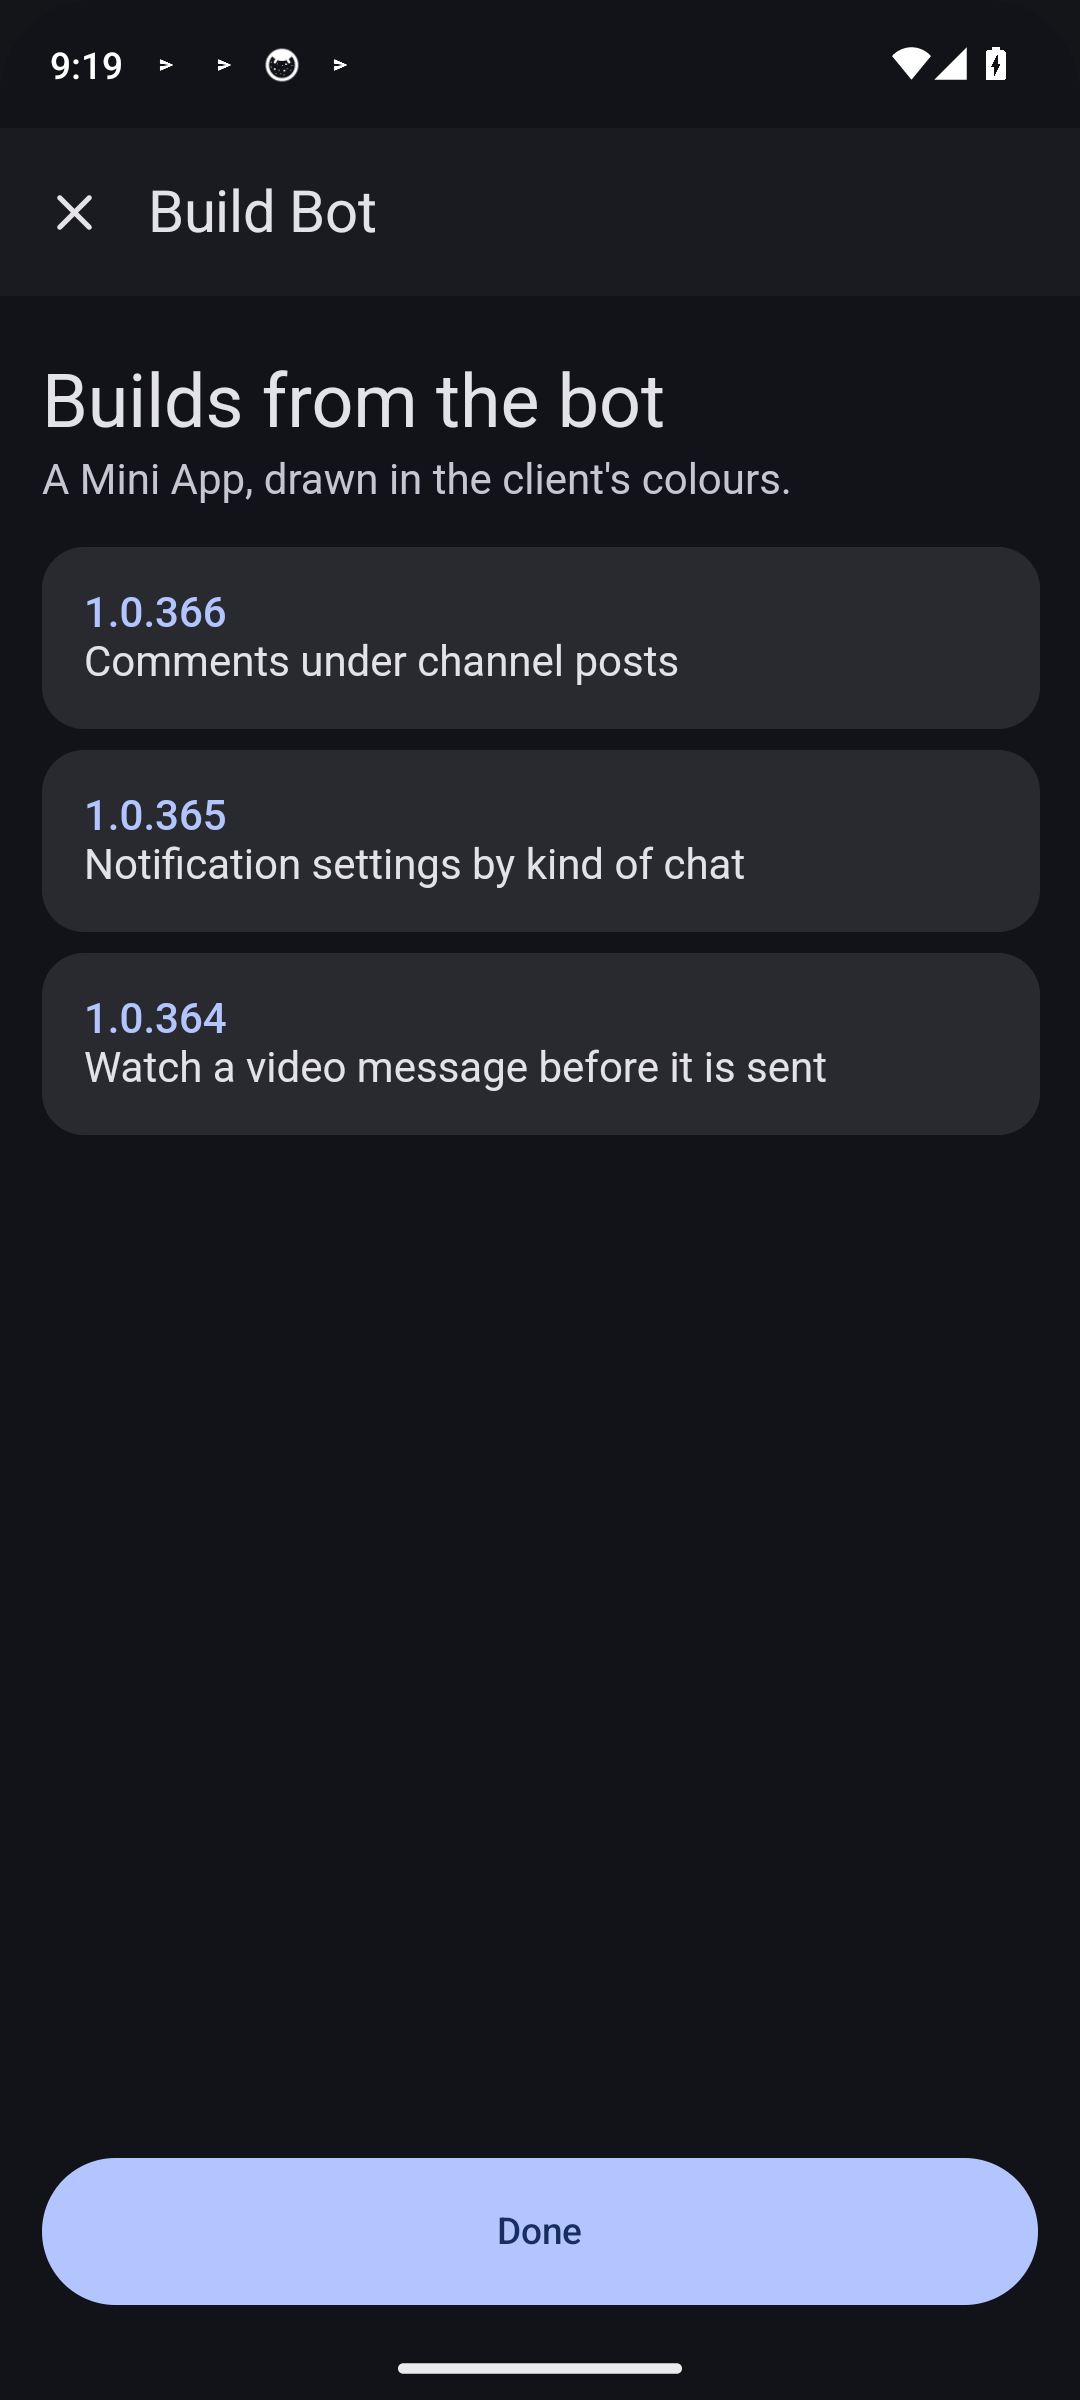 9:19
Build Bot
Builds from the bot
A Mini App, drawn in the client's colours.
1.0.366
Comments under channel posts
1.0.365
Notification settings by kind of chat
1.0.364
Watch a video message before it is sent
Done